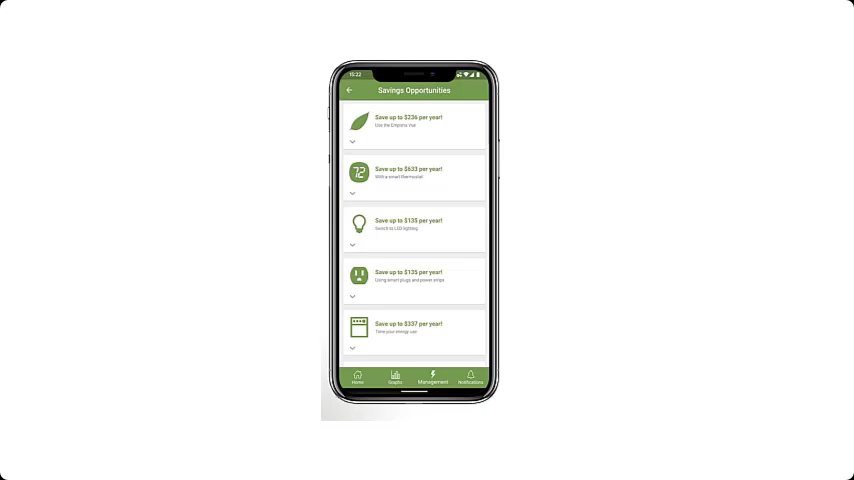 15:22
Savings Opportunities
Save up to $236 per year!
Use the Emporia Vue
Save up to $633 per year!
With a smart thermostat
72
Save up to $135 per year!
Switch to LED lighting
Save up to $135 per year!
Using smart plugs and power strips
Save up to $337 per year!
Time your energy use
Home
Graphs
Management
Notifications